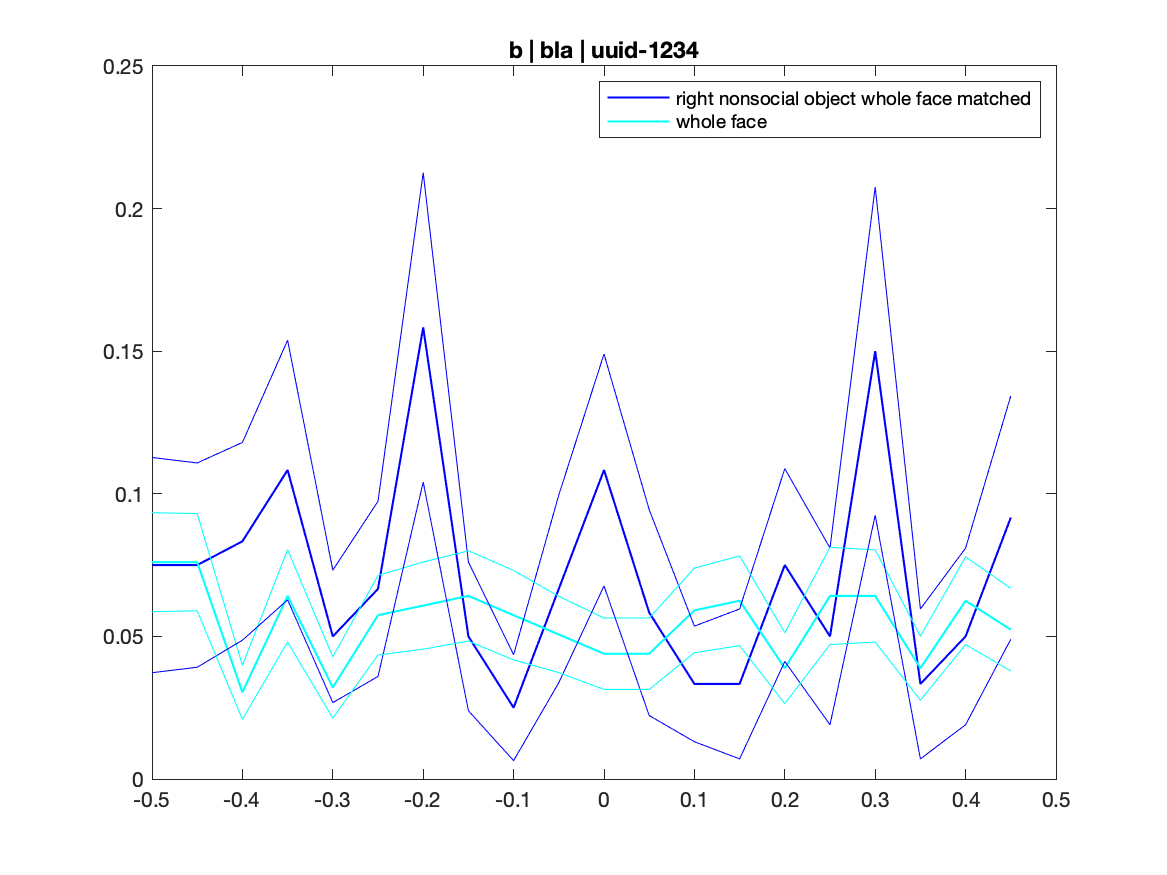 b | bla | uuid-1234
right nonsocial object whole face matched
whole face
0.25
0.2
0.15
0.1
0.05
0
-0.5 -0.4 -0.3 -0.2 -0.1 0 0.1 0.2 0.3 0.4 0.5